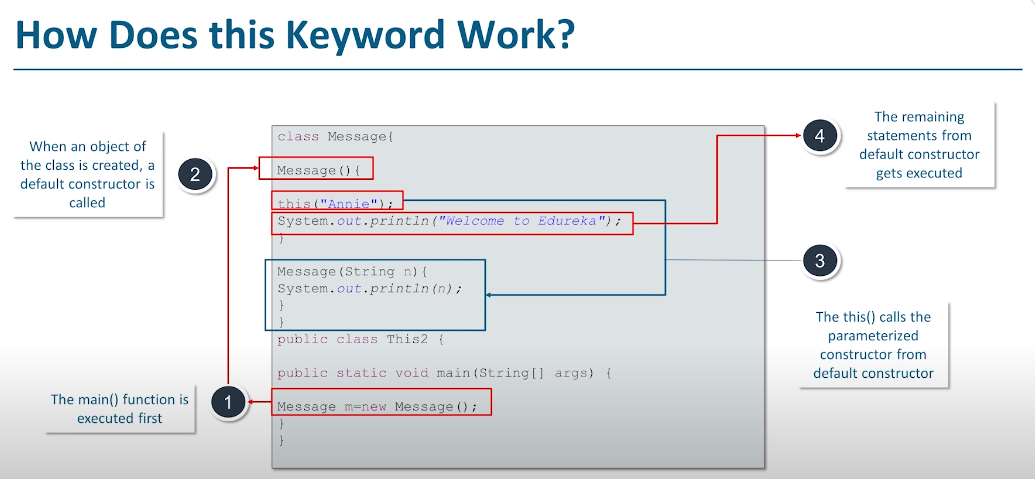 How Does this Keyword Work?
When an object of
the class is created, a
default constructor is
called
2
class Message{
Message(){
this("Annie");
System.out.println("Welcome to Edureka");
}
Message(String n){
System.out.println(n);
}
}
public class This2 {
public static void main(String[] args) {
Message m=new Message();
}
}
4
The remaining
statements from
default constructor
gets executed
3
The this() calls the
parameterized
constructor from
default constructor
The main() function is
executed first
1